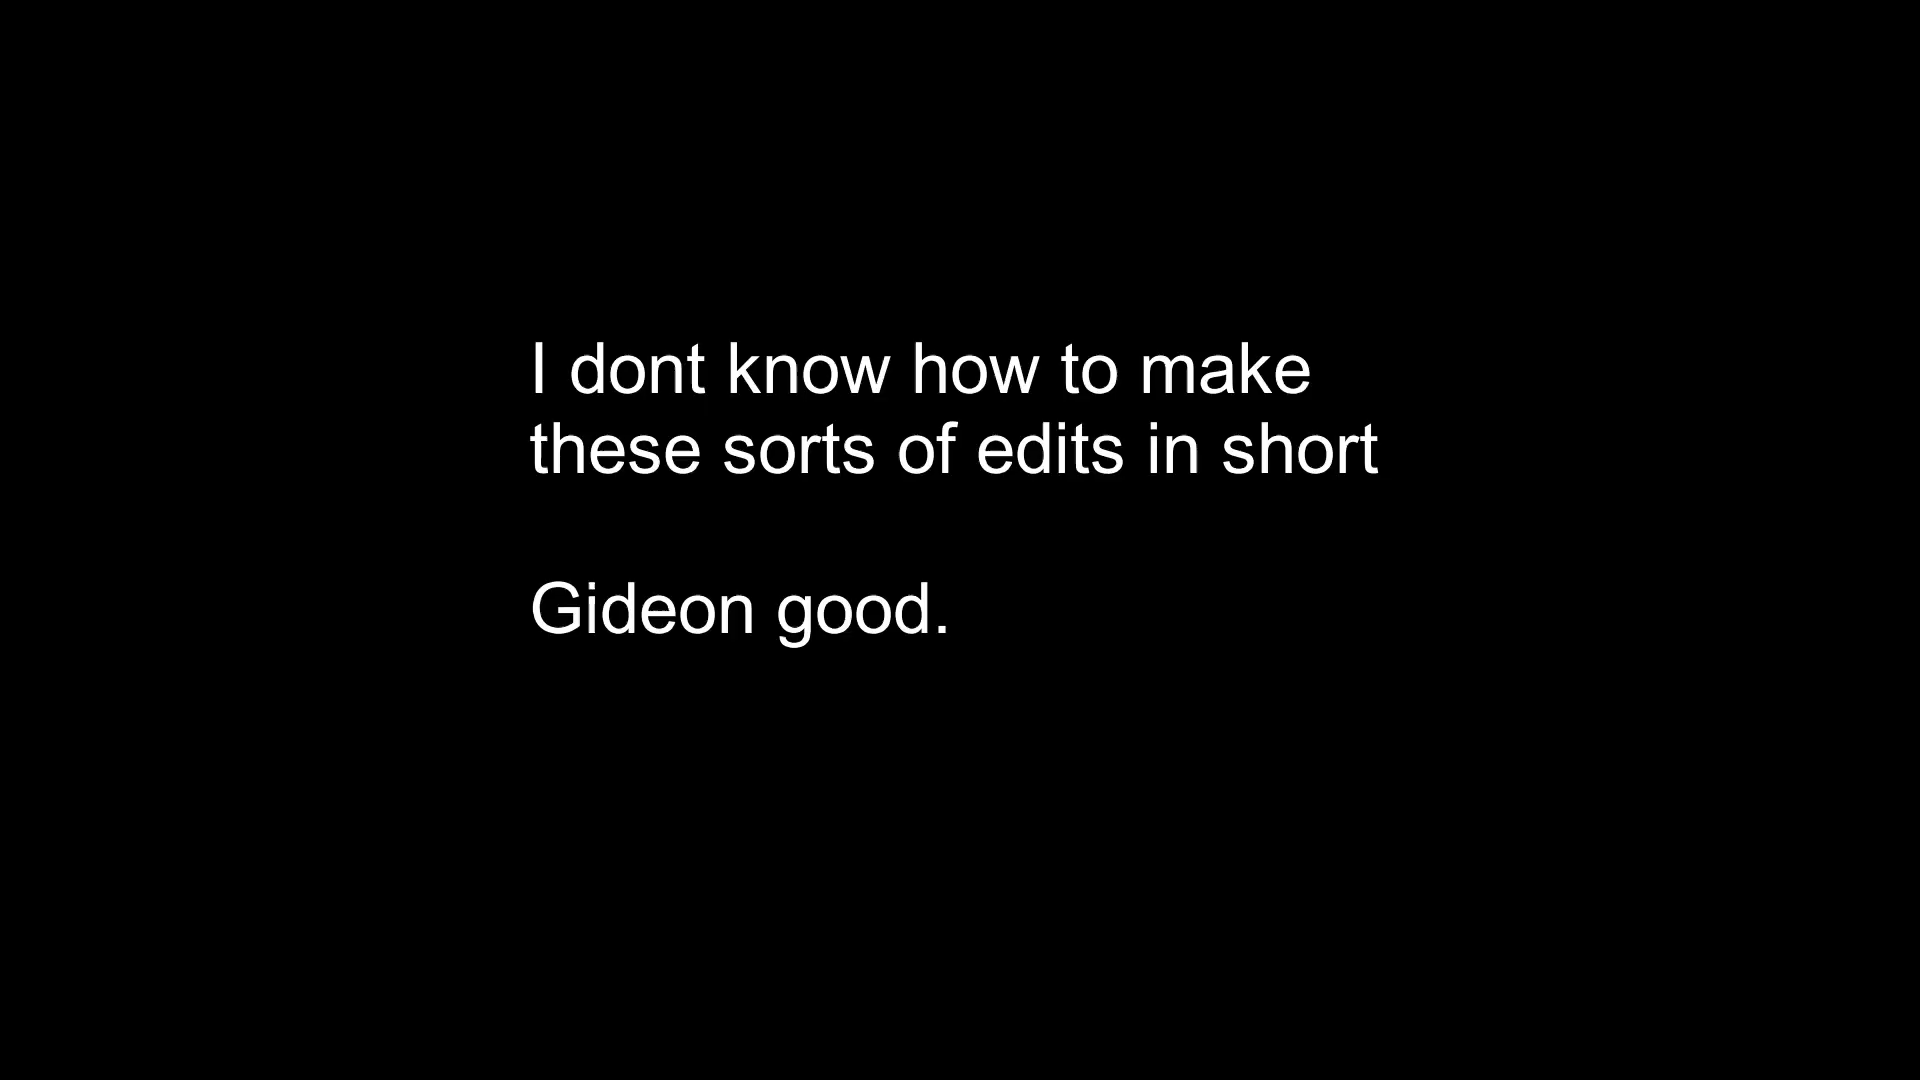 I dont know how to make
these sorts of edits in short
Gideon good.